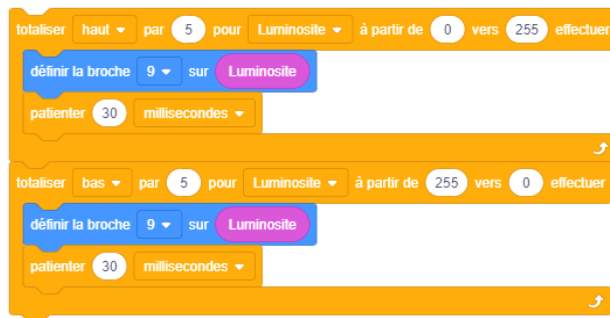 totaliser haut par 5 pour Luminosite à partir de 0 vers 255 effectuer
définir la broche 9 sur Luminosite
patienter 30 millisecondes
totaliser bas par 5 pour Luminosite à partir de 255 vers 0 effectuer
définir la broche 9 sur Luminosite
patienter 30 millisecondes